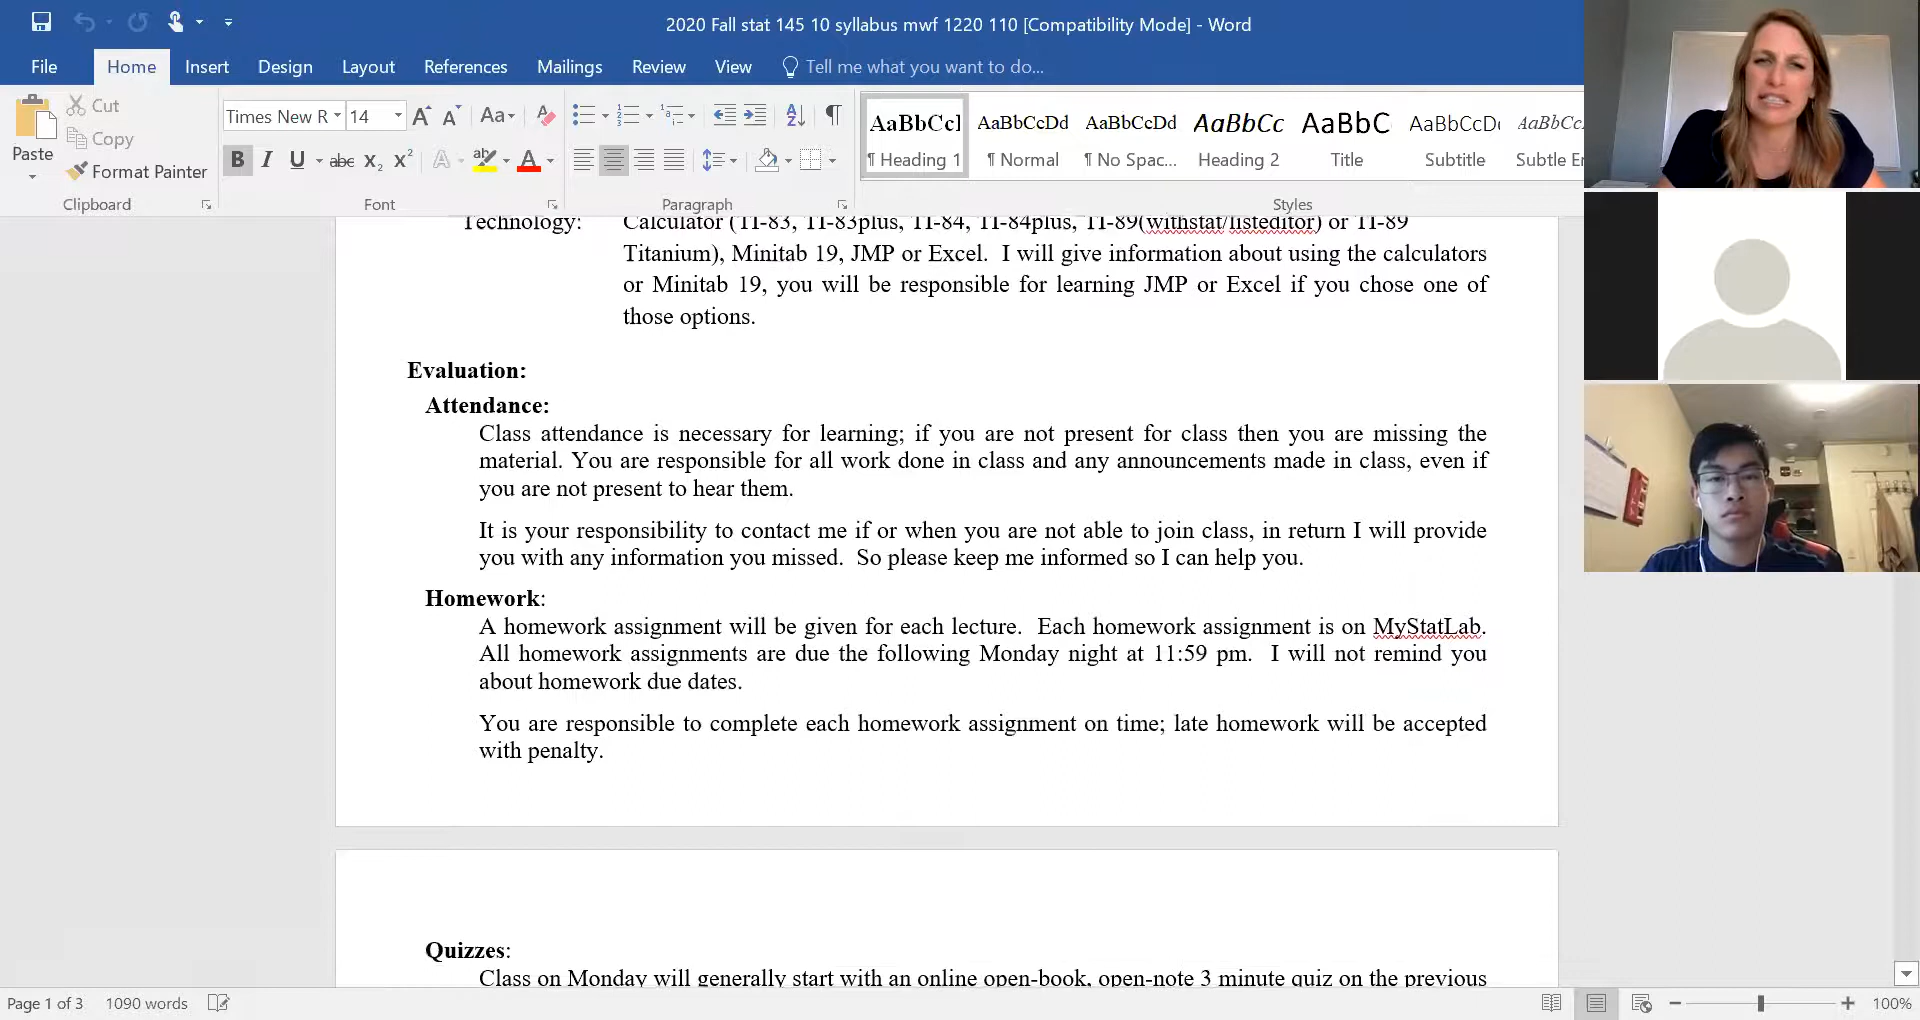 2020 Fall stat 145 10 syllabus mwf 1220 110 [Compatibility Mode] - Word
File Home Insert Design Layout References Mailings Review View Tell me what you want to do...
Paste
Cut
Copy
Format Painter
Clipboard
Times New R 14
Font
Paragraph
AaBbCcI AaBbCcDd AaBbCcDd AaBbCc AaBbC AaBbCcD AaBbCc
¶ Heading 1 ¶ Normal ¶ No Spac... Heading 2 Title Subtitle Subtle E
Styles
Technology: Calculator (TI-83, TI-83plus, TI-84, TI-84plus, TI-89(withstat/listeditor) or TI-89
Titanium), Minitab 19, JMP or Excel.  I will give information about using the calculators
or Minitab 19, you will be responsible for learning JMP or Excel if you chose one of
those options.
Evaluation:
Attendance:
Class attendance is necessary for learning; if you are not present for class then you are missing the
material. You are responsible for all work done in class and any announcements made in class, even if
you are not present to hear them.
It is your responsibility to contact me if or when you are not able to join class, in return I will provide
you with any information you missed.  So please keep me informed so I can help you.
Homework:
A homework assignment will be given for each lecture.  Each homework assignment is on MyStatLab.
All homework assignments are due the following Monday night at 11:59 pm.  I will not remind you
about homework due dates.
You are responsible to complete each homework assignment on time; late homework will be accepted
with penalty.
Quizzes:
Class on Monday will generally start with an online open-book, open-note 3 minute quiz on the previous
Page 1 of 3 1090 words 100%